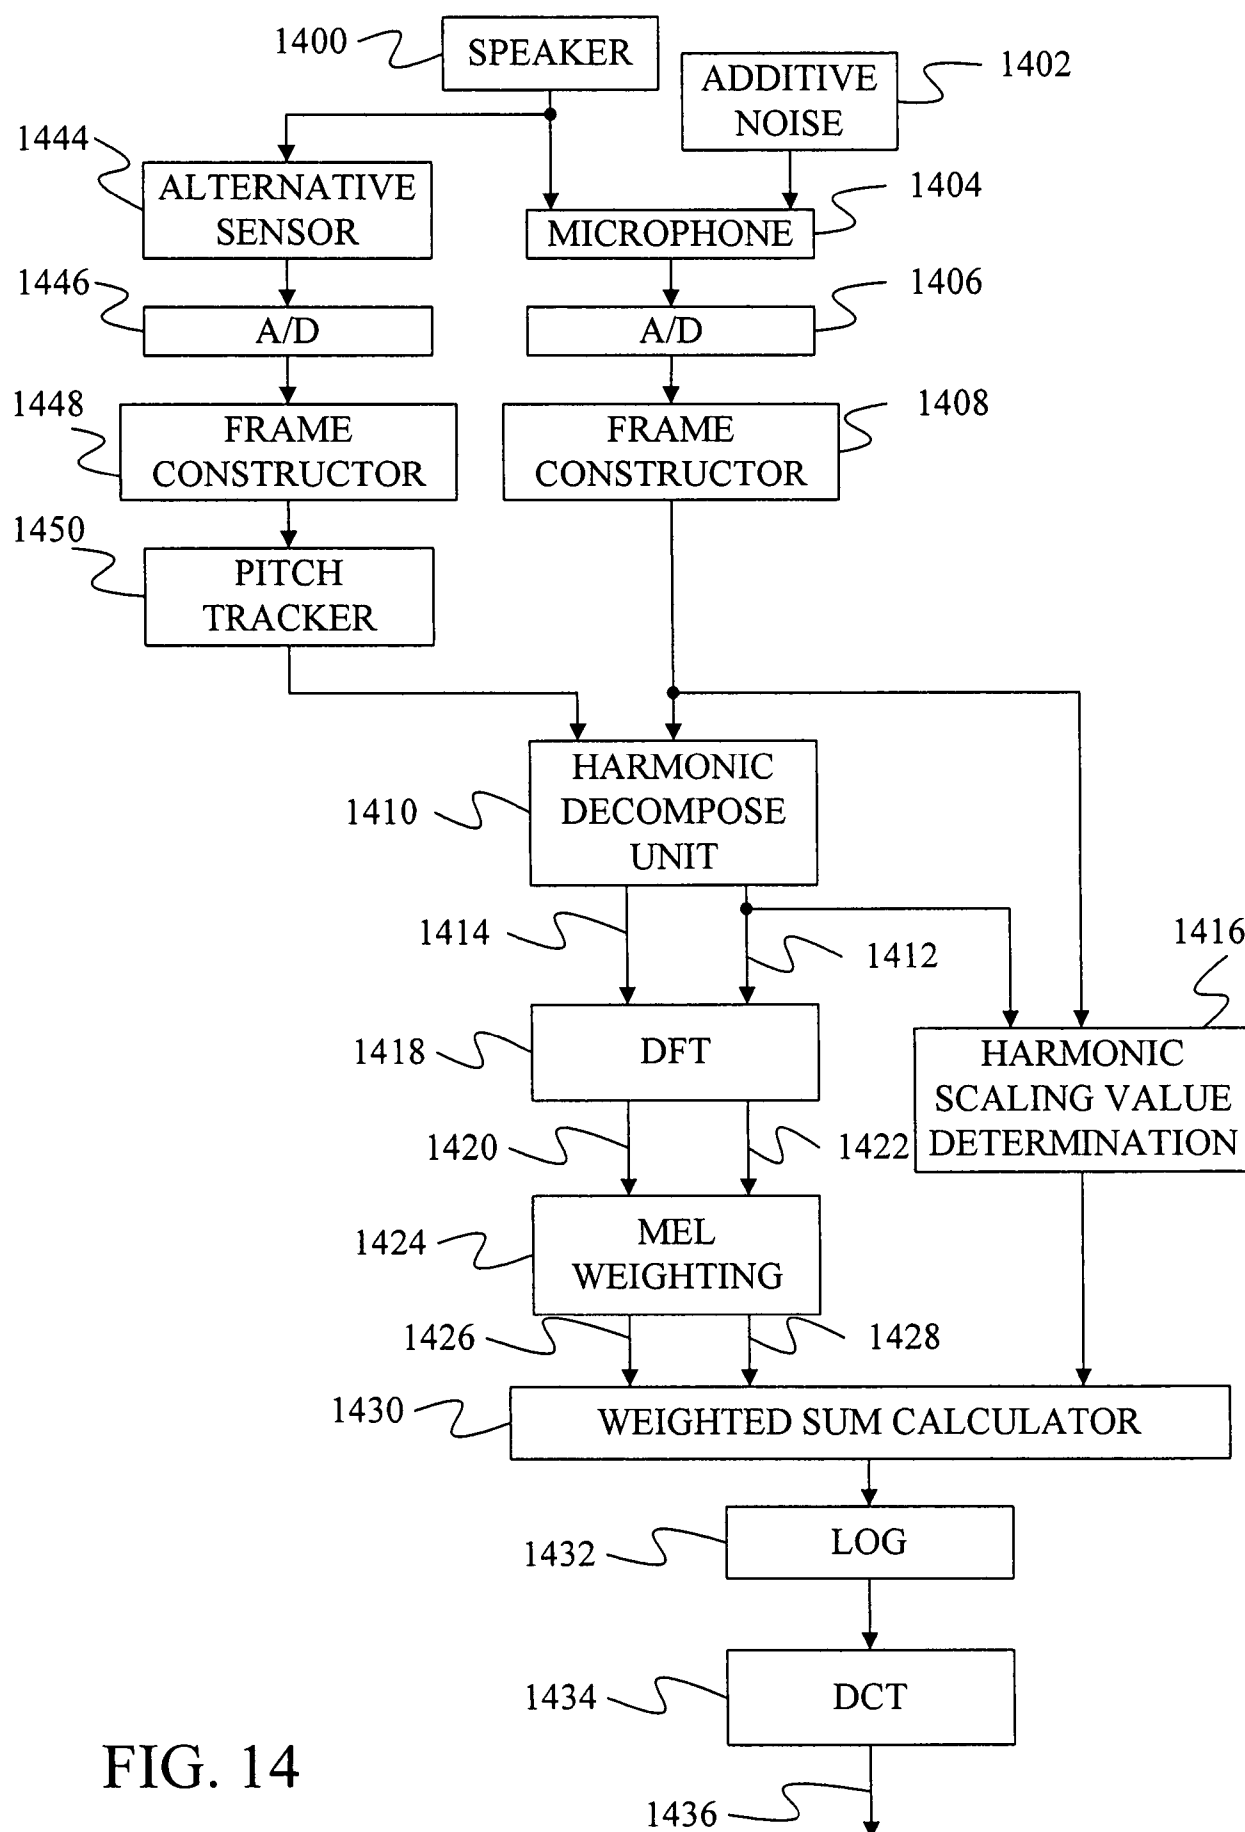 1400
SPEAKER
ADDITIVE
NOISE
1402
1444
ALTERNATIVE
SENSOR
1404
MICROPHONE
1446
A/D
1406
A/D
1448
FRAME
CONSTRUCTOR
1408
FRAME
CONSTRUCTOR
1450
PITCH
TRACKER
1410
HARMONIC
DECOMPOSE
UNIT
1414
1412
1416
1418
DFT
HARMONIC
SCALING VALUE
DETERMINATION
1420
1422
1424
MEL
WEIGHTING
1426
1428
1430
WEIGHTED SUM CALCULATOR
1432
LOG
1434
DCT
FIG. 14
1436